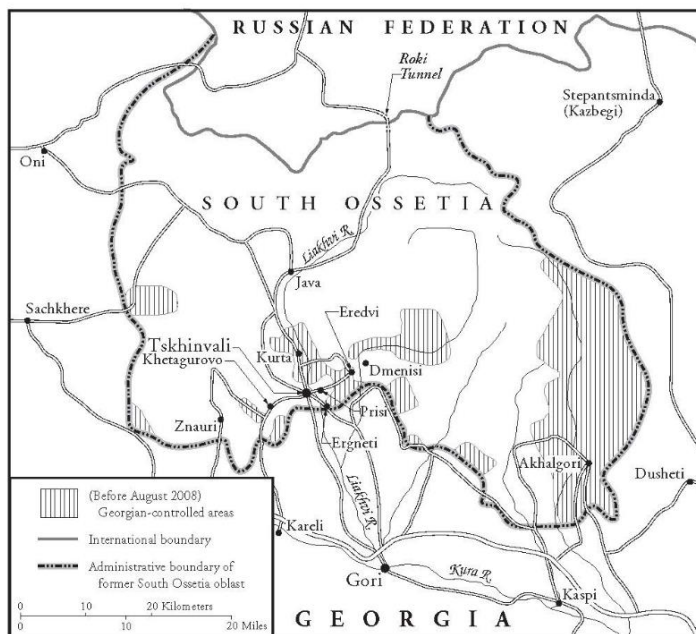 RUSSIAN FEDERATION
Roki
Tunnel
Stepantsminda
(Kazbegi)
Oni
SOUTH OSSETIA
Liakhvi R.
Java
Sachkhere
Eredvi
Tskhinvali
Kurta
Khetagurovo
Dmenisi
Znauri
Prisi
Ergneti
Akhalgori
Dusheti
Liakhvi R.
(Before August 2008)
Georgian-controlled areas
International boundary
Administrative boundary of
former South Ossetia oblast
0 10 20 Kilometers
0 10 20 Miles
Kareli
Gori
Kura R.
Kaspi
GEORGIA